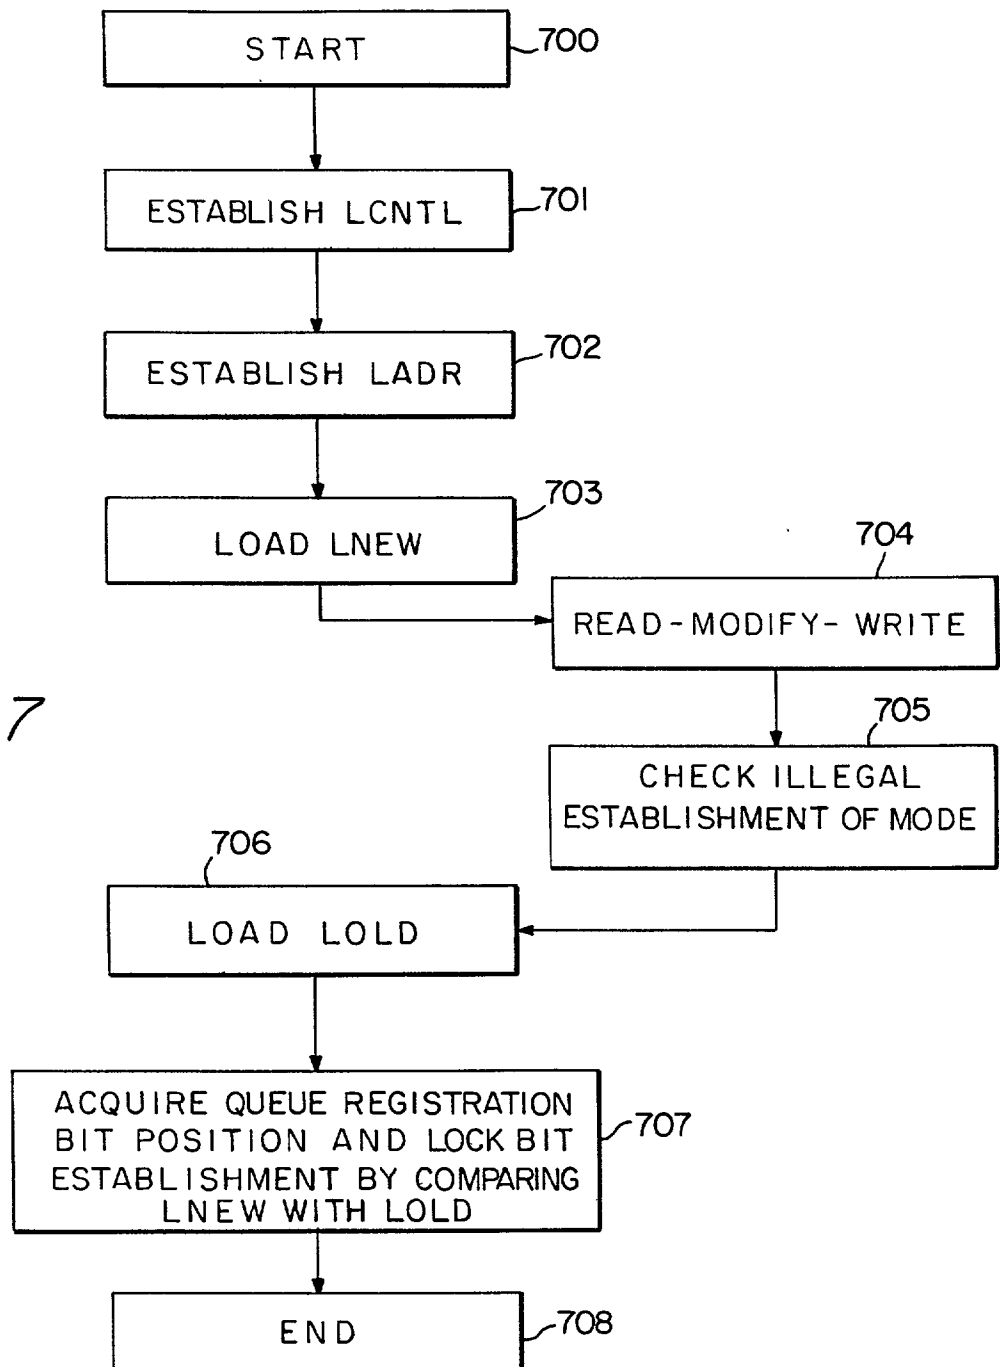 START
700
ESTABLISH LCNTL
701
ESTABLISH LADR
702
LOAD LNEW
703
READ-MODIFY-WRITE
704
7
CHECK ILLEGAL
ESTABLISHMENT OF MODE
705
LOAD LOLD
706
ACQUIRE QUEUE REGISTRATION
BIT POSITION AND LOCK BIT
ESTABLISHMENT BY COMPARING
LNEW WITH LOLD
707
END
708